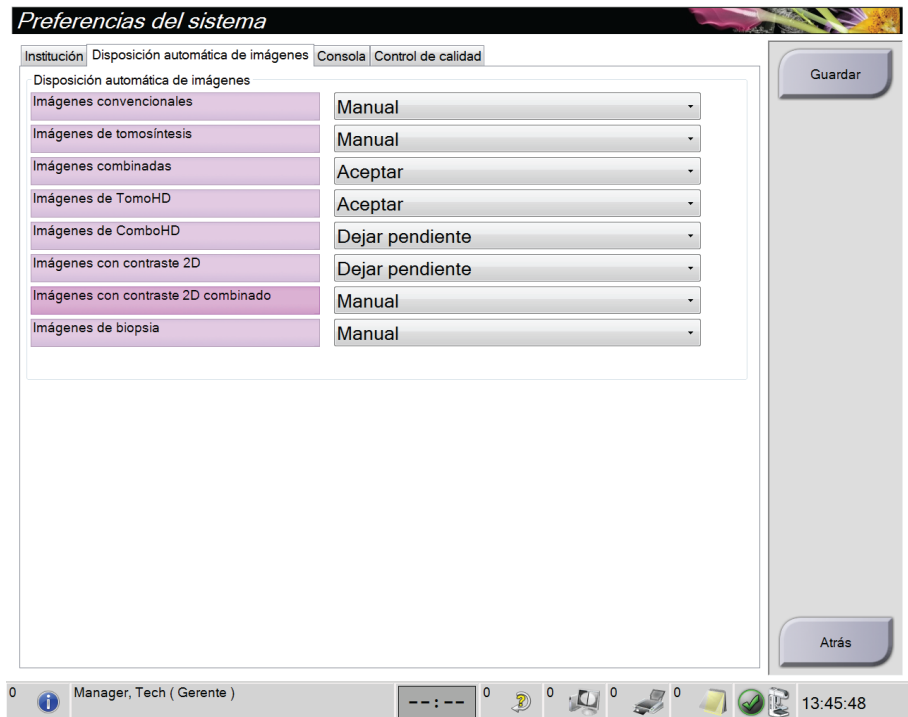 Preferencias del sistema
Institución Disposición automática de imágenes Consola Control de calidad
Guardar
Disposición automática de imágenes
Imágenes convencionales Manual
Imágenes de tomosíntesis Manual
Imágenes combinadas Aceptar
Imágenes de TomoHD Aceptar
Imágenes de ComboHD Dejar pendiente
Imágenes con contraste 2D Dejar pendiente
Imágenes con contraste 2D combinado Manual
Imágenes de biopsia Manual
Atrás
0 Manager, Tech ( Gerente ) --:-- 0 0 0 0 13:45:48